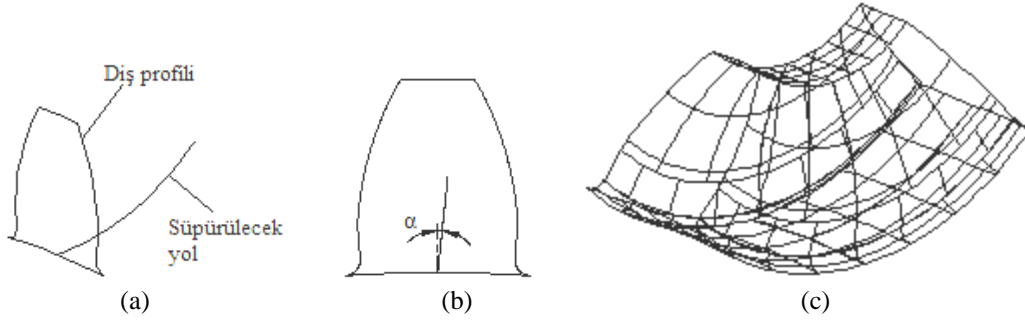 Diş profili
Süpürülecek
yol
α
(a)
(b)
(c)